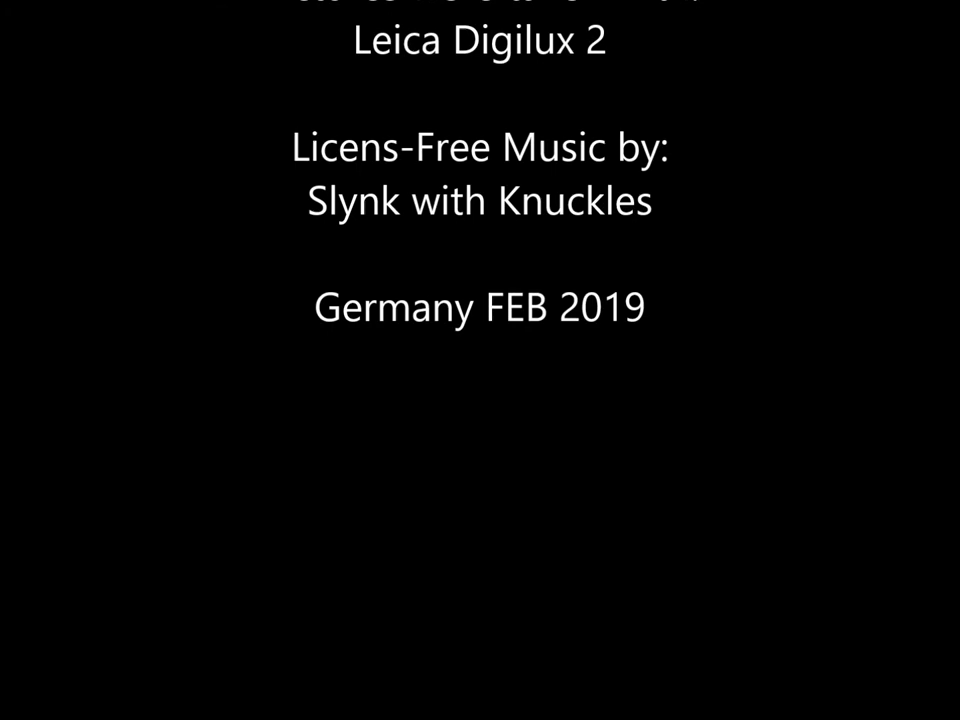 Leica Digilux 2
Licens-Free Music by:
Slynk with Knuckles
Germany FEB 2019